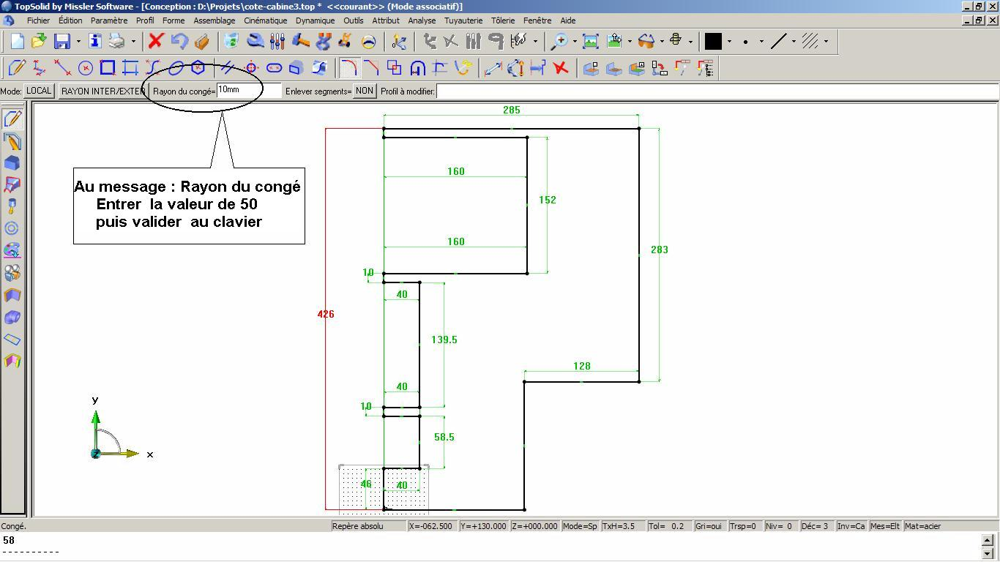 TopSolid by Missler Software - [Conception : D:\Projets\cote-cabine3.top *  <<courant>> (Mode associatif)]
Fichier Édition Paramètre Profil Forme Assemblage Cinématique Dynamique Outils Attribut Analyse Tuyauterie Tôlerie Fenêtre Aide
Mode: LOCAL RAYON INTER/EXTER Rayon du congé= 10mm Enlever segments= NON Profil à modifier:
285
160
Au message : Rayon du congé
Entrer  la valeur de 50
puis valider  au clavier
152
160
283
10
40
426
139.5
128
40
10
y
58.5
x
z
46
40
Congé. Repère absolu X=-062.500 Y=+130.000 Z=+000.000 Mode=Sp TxH=3.5 Tol=  0.2 Gri=oui Trsp=0 Niv= 0 Déc= 3 Inv=Ca Mes=Elt Mat=acier
58
----------